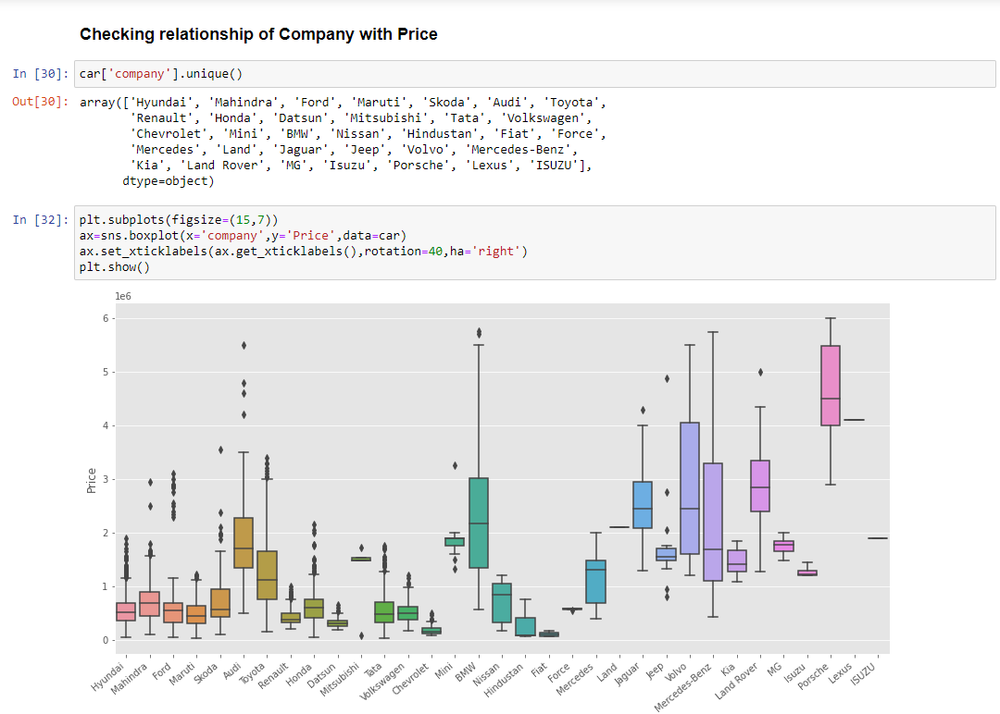 Checking relationship of Company with Price
In [30]: car['company'].unique()
Out[30]: array(['Hyundai', 'Mahindra', 'Ford', 'Maruti', 'Skoda', 'Audi', 'Toyota',
'Renault', 'Honda', 'Datsun', 'Mitsubishi', 'Tata', 'Volkswagen',
'Chevrolet', 'Mini', 'BMW', 'Nissan', 'Hindustan', 'Fiat', 'Force',
'Mercedes', 'Land', 'Jaguar', 'Jeep', 'Volvo', 'Mercedes-Benz',
'Kia', 'Land Rover', 'MG', 'Isuzu', 'Porsche', 'Lexus', 'ISUZU'],
dtype=object)
In [32]: plt.subplots(figsize=(15,7))
ax=sns.boxplot(x='company',y='Price',data=car)
ax.set_xticklabels(ax.get_xticklabels(),rotation=40,ha='right')
plt.show()
1e6
6
5
4
3
2
1
0
Price
Hyundai
Mahindra
Ford
Maruti
Skoda
Audi
Toyota
Renault
Honda
Datsun
Mitsubishi
Tata
Volkswagen
Chevrolet
Mini
BMW
Nissan
Hindustan
Fiat
Force
Mercedes
Land
Jaguar
Jeep
Volvo
Mercedes-Benz
Kia
Land Rover
MG
Isuzu
Porsche
Lexus
ISUZU